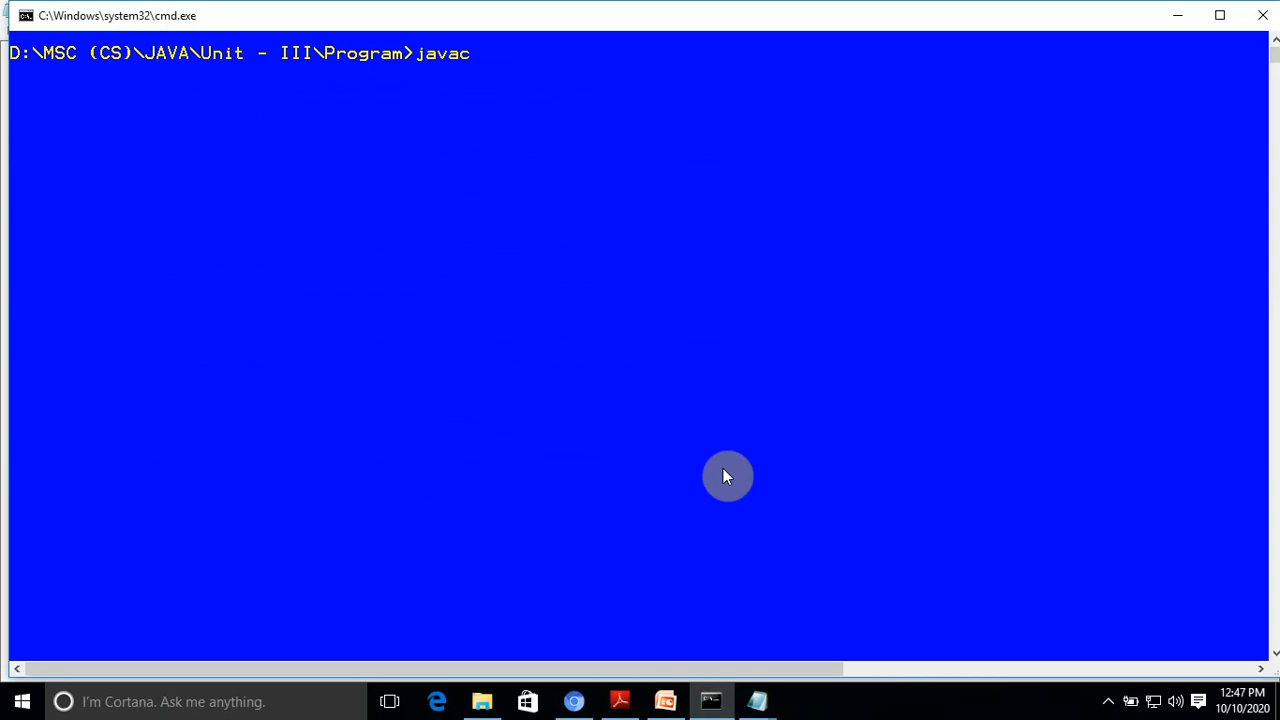 C:\Windows\system32\cmd.exe
D:\MSC (CS)\JAVA\Unit - III\Program>javac
I'm Cortana. Ask me anything.
12:47 PM
10/10/2020